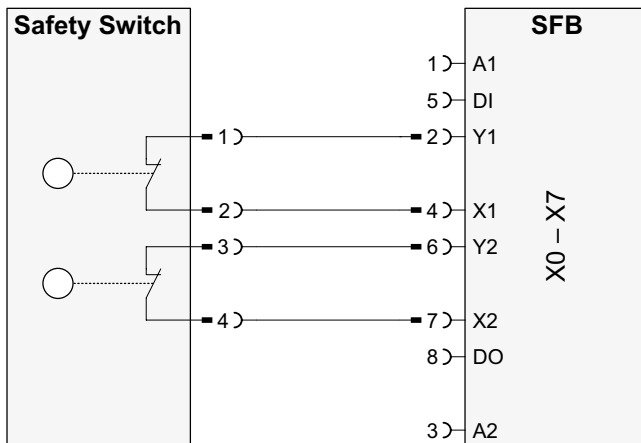 Safety Switch
SFB
1 A1
5 DI
1 2 Y1
2 4 X1
3 6 Y2
4 7 X2
8 DO
3 A2
X0 – X7